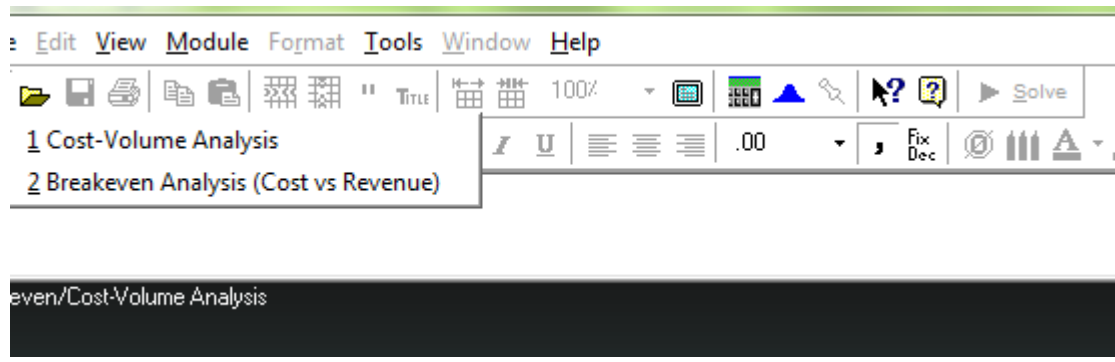 e Edit View Module Format Tools Window Help
" TITLE 100% Solve
1 Cost-Volume Analysis
I U .00 , Fix Dec A
2 Breakeven Analysis (Cost vs Revenue)
even/Cost-Volume Analysis